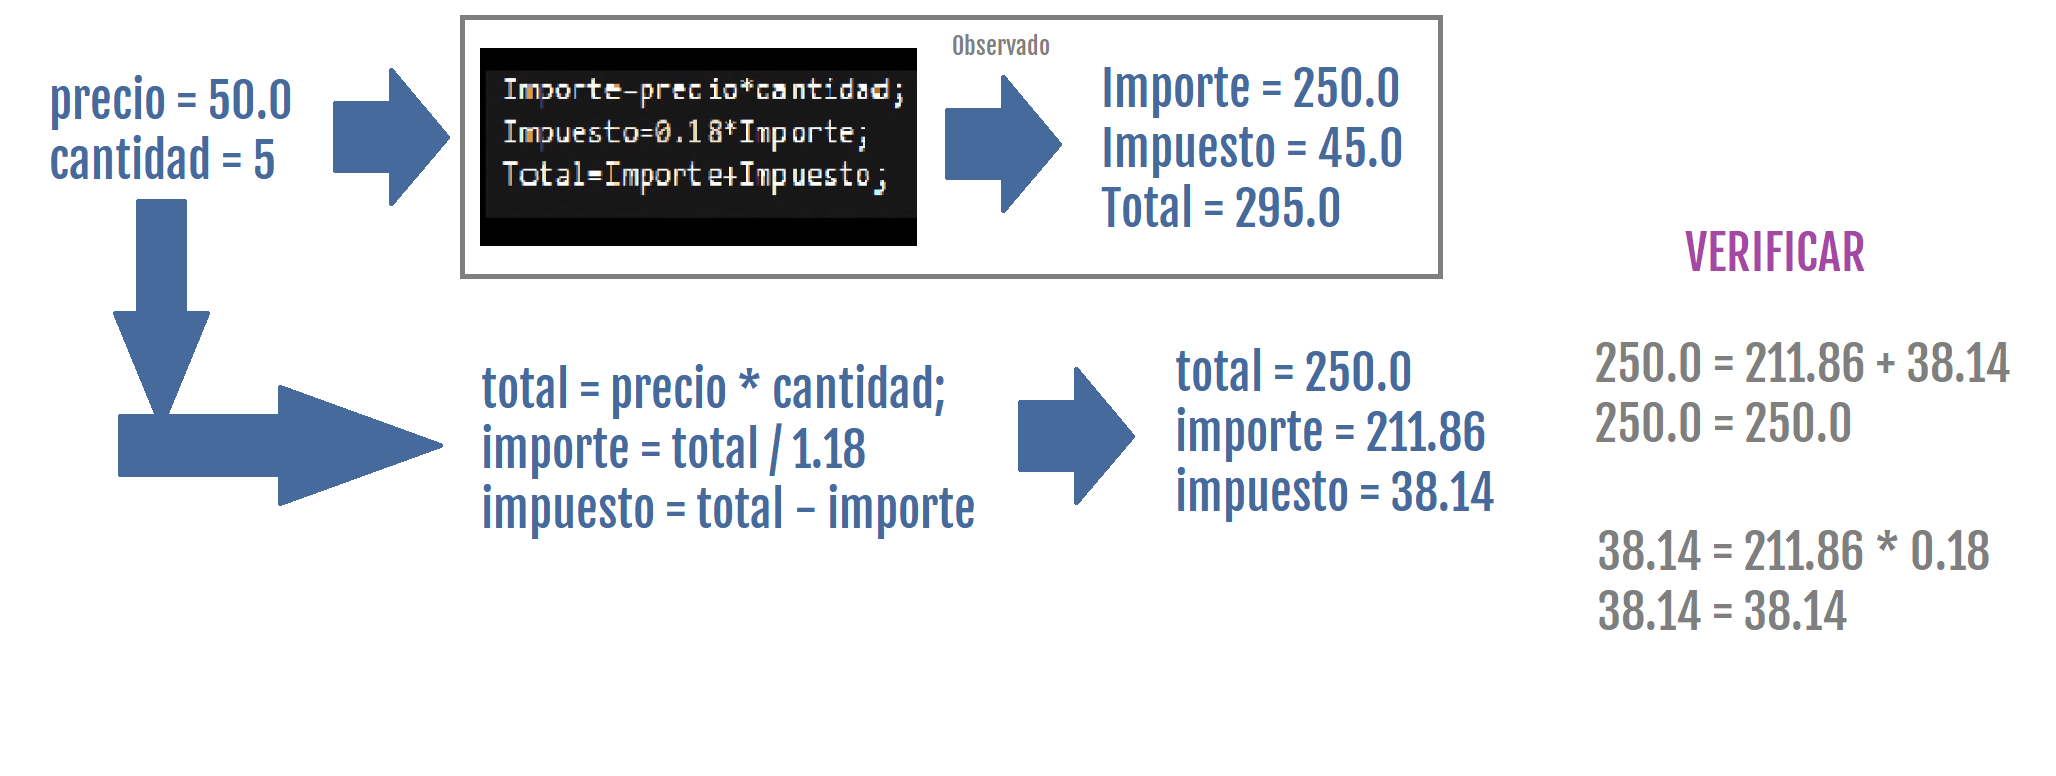 precio = 50.0
cantidad = 5
Importe=precio*cantidad;
Impuesto=0.18*Importe;
Total=Importe+Impuesto;
Observado
Importe = 250.0
Impuesto = 45.0
Total = 295.0
total = precio * cantidad;
importe = total / 1.18
impuesto = total - importe
total = 250.0
importe = 211.86
impuesto = 38.14
VERIFICAR
250.0 = 211.86 + 38.14
250.0 = 250.0
38.14 = 211.86 * 0.18
38.14 = 38.14